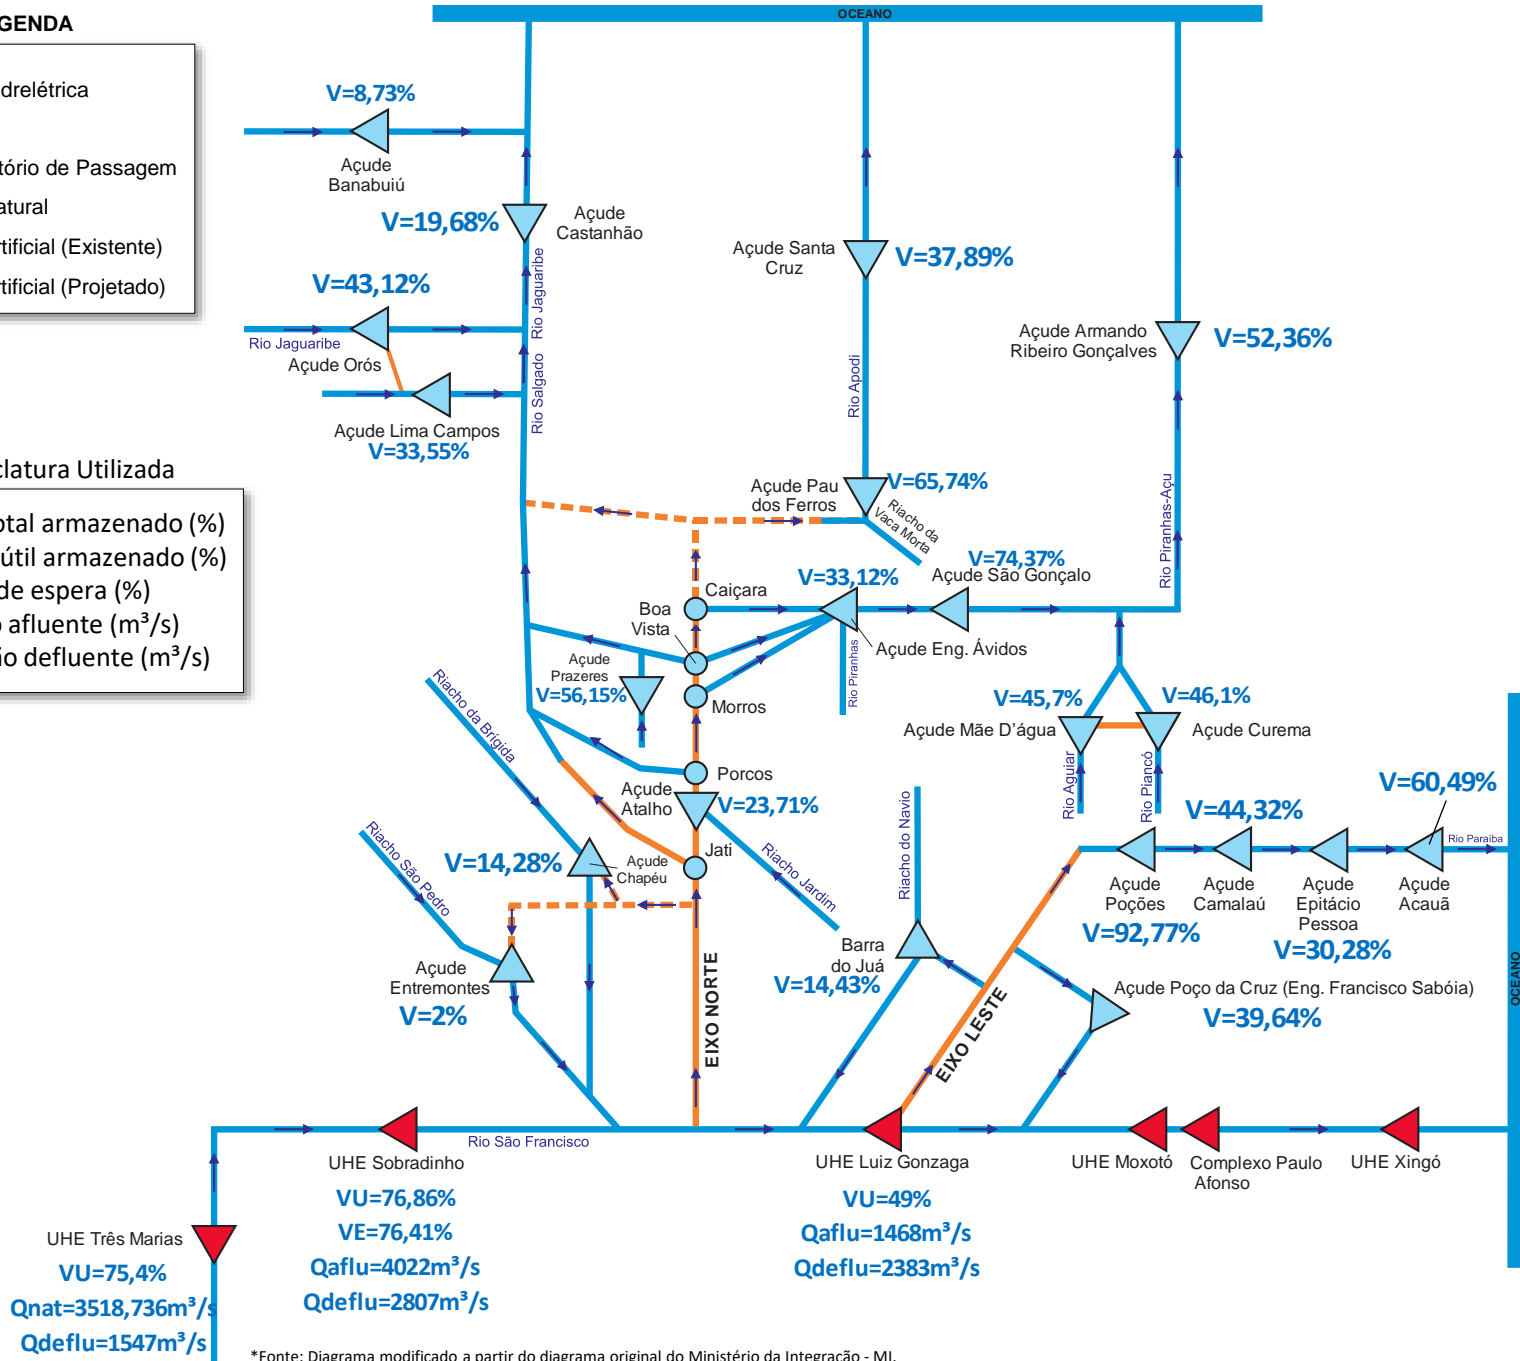 OCEANO
GENDA
drelétrica
tório de Passagem
atural
rtificial (Existente)
rtificial (Projetado)
V=8,73%
Açude
Banabuiú
V=19,68%
Açude
Castanhão
Rio Jaguaribe
V=43,12%
Rio Jaguaribe
Açude Orós
Rio Salgado
Açude Lima Campos
V=33,55%
Açude Santa
Cruz
V=37,89%
Rio Apodi
Açude Armando
Ribeiro Gonçalves
V=52,36%
Rio Piranhas-Açu
clatura Utilizada
otal armazenado (%)
útil armazenado (%)
de espera (%)
o afluente (m³/s)
ão defluente (m³/s)
Açude Pau
dos Ferros
V=65,74%
Riacho da
Vaca Morta
V=74,37%
Açude São Gonçalo
V=33,12%
Açude Eng. Ávidos
Rio Piranhas
Caiçara
Boa
Vista
Morros
Açude
Prazeres
V=56,15%
Porcos
Açude
Atalho
V=23,71%
Jati
Riacho Jardim
Riacho da Brígida
Riacho São Pedro
V=14,28%
Açude
Chapéu
Açude
Entremontes
V=2%
EIXO NORTE
V=45,7%
Açude Mãe D'água
V=46,1%
Açude Curema
Rio Aguiar
Rio Piancó
Riacho do Navio
Barra
do Juá
V=14,43%
EIXO LESTE
V=60,49%
V=44,32%
Rio Paraiba
Açude
Poções
V=92,77%
Açude
Camalaú
Açude
Epitácio
Pessoa
V=30,28%
Açude
Acauã
Açude Poço da Cruz (Eng. Francisco Sabóia)
V=39,64%
OCEANO
Rio São Francisco
UHE Sobradinho
VU=76,86%
VE=76,41%
Qaflu=4022m³/s
Qdeflu=2807m³/s
UHE Luiz Gonzaga
VU=49%
Qaflu=1468m³/s
Qdeflu=2383m³/s
UHE Moxotó
Complexo Paulo
Afonso
UHE Xingó
UHE Três Marias
VU=75,4%
Qnat=3518,736m³/s
Qdeflu=1547m³/s
*Fonte: Diagrama modificado a partir do diagrama original do Ministério da Integração - MI.